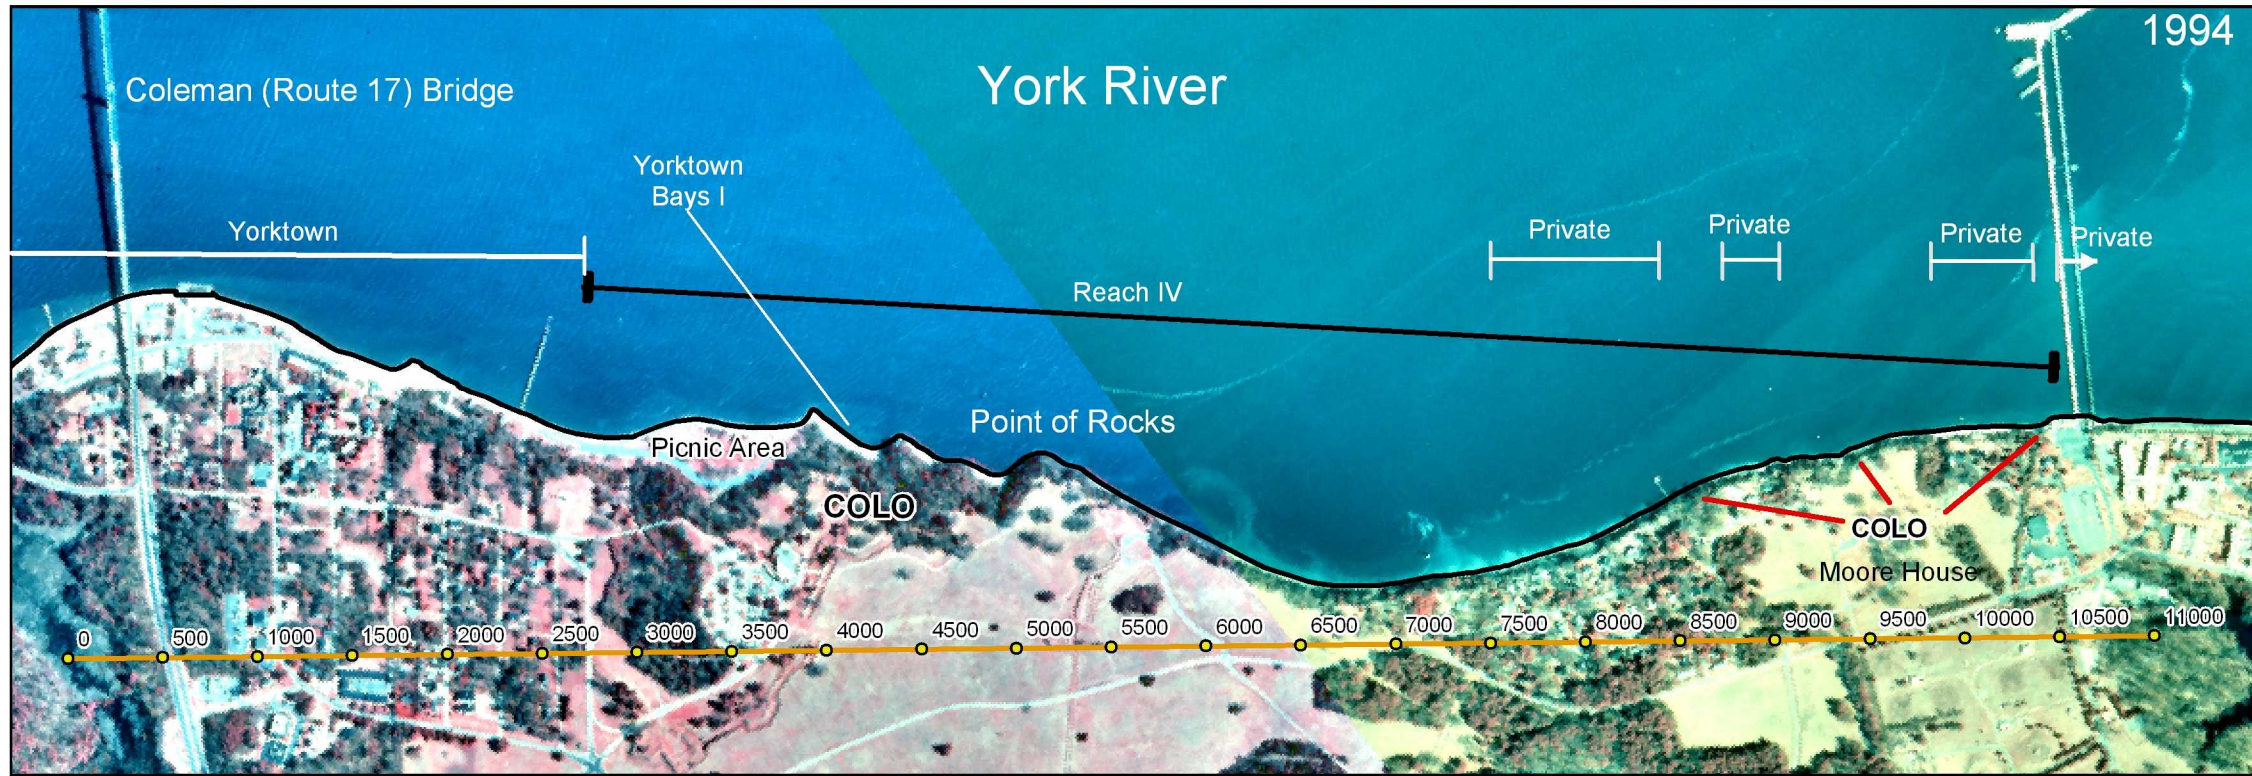 1994
York River
Coleman (Route 17) Bridge
Yorktown
Bays I
Yorktown
Private
Private
Private
Private
Reach IV
Point of Rocks
Picnic Area
COLO
COLO
Moore House
0 500 1000 1500 2000 2500 3000 3500 4000 4500 5000 5500 6000 6500 7000 7500 8000 8500 9000 9500 10000 10500 11000